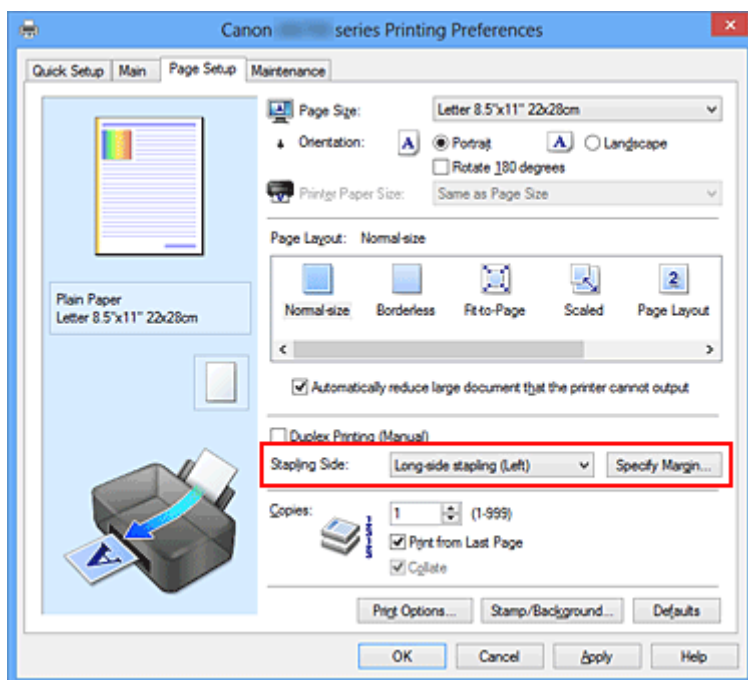 Canon series Printing Preferences
Quick Setup Main Page Setup Maintenance
Page Size: Letter 8.5"x11" 22x28cm
Orientation: A Portrait A Landscape
Rotate 180 degrees
Printer Paper Size: Same as Page Size
Page Layout: Normal-size
2
Normal-size Borderless Fit-to-Page Scaled Page Layout
Plain Paper
Letter 8.5"x11" 22x28cm
Automatically reduce large document that the printer cannot output
Duplex Printing (Manual)
Stapling Side: Long-side stapling (Left) Specify Margin...
Copies: 1 (1-999)
Print from Last Page
Collate
A
Print Options... Stamp/Background... Defaults
OK Cancel Apply Help